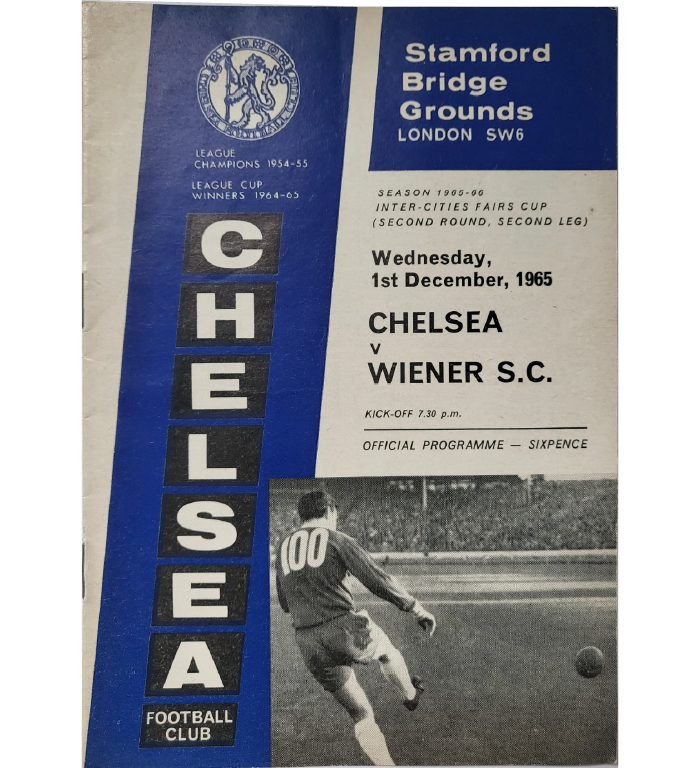 LEAGUE
CHAMPIONS 1954-55
LEAGUE CUP
WINNERS 1964-65
CHELSEA
FOOTBALL
CLUB
Stamford
Bridge
Grounds
LONDON SW6
SEASON 1965-66
INTER-CITIES FAIRS CUP
(SECOND ROUND, SECOND LEG)
Wednesday,
1st December, 1965
CHELSEA
v
WIENER S.C.
KICK-OFF 7.30 p.m.
OFFICIAL PROGRAMME — SIXPENCE
100